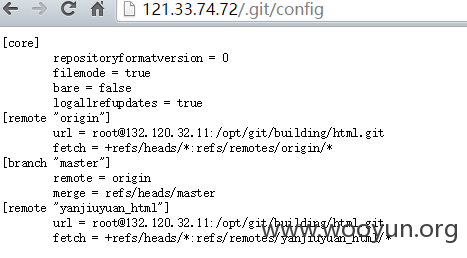 121.33.74.72/.git/config
[core]
repositoryformatversion = 0
filemode = true
bare = false
logallrefupdates = true
[remote "origin"]
url = root@132.120.32.11:/opt/git/building/html.git
fetch = +refs/heads/*:refs/remotes/origin/*
[branch "master"]
remote = origin
merge = refs/heads/master
[remote "yanjiuyuan_html"]
url = root@132.120.32.11:/opt/git/building/html.git
fetch = +refs/heads/*:refs/remotes/yanjiuyuan_html/*
www.wooyun.org